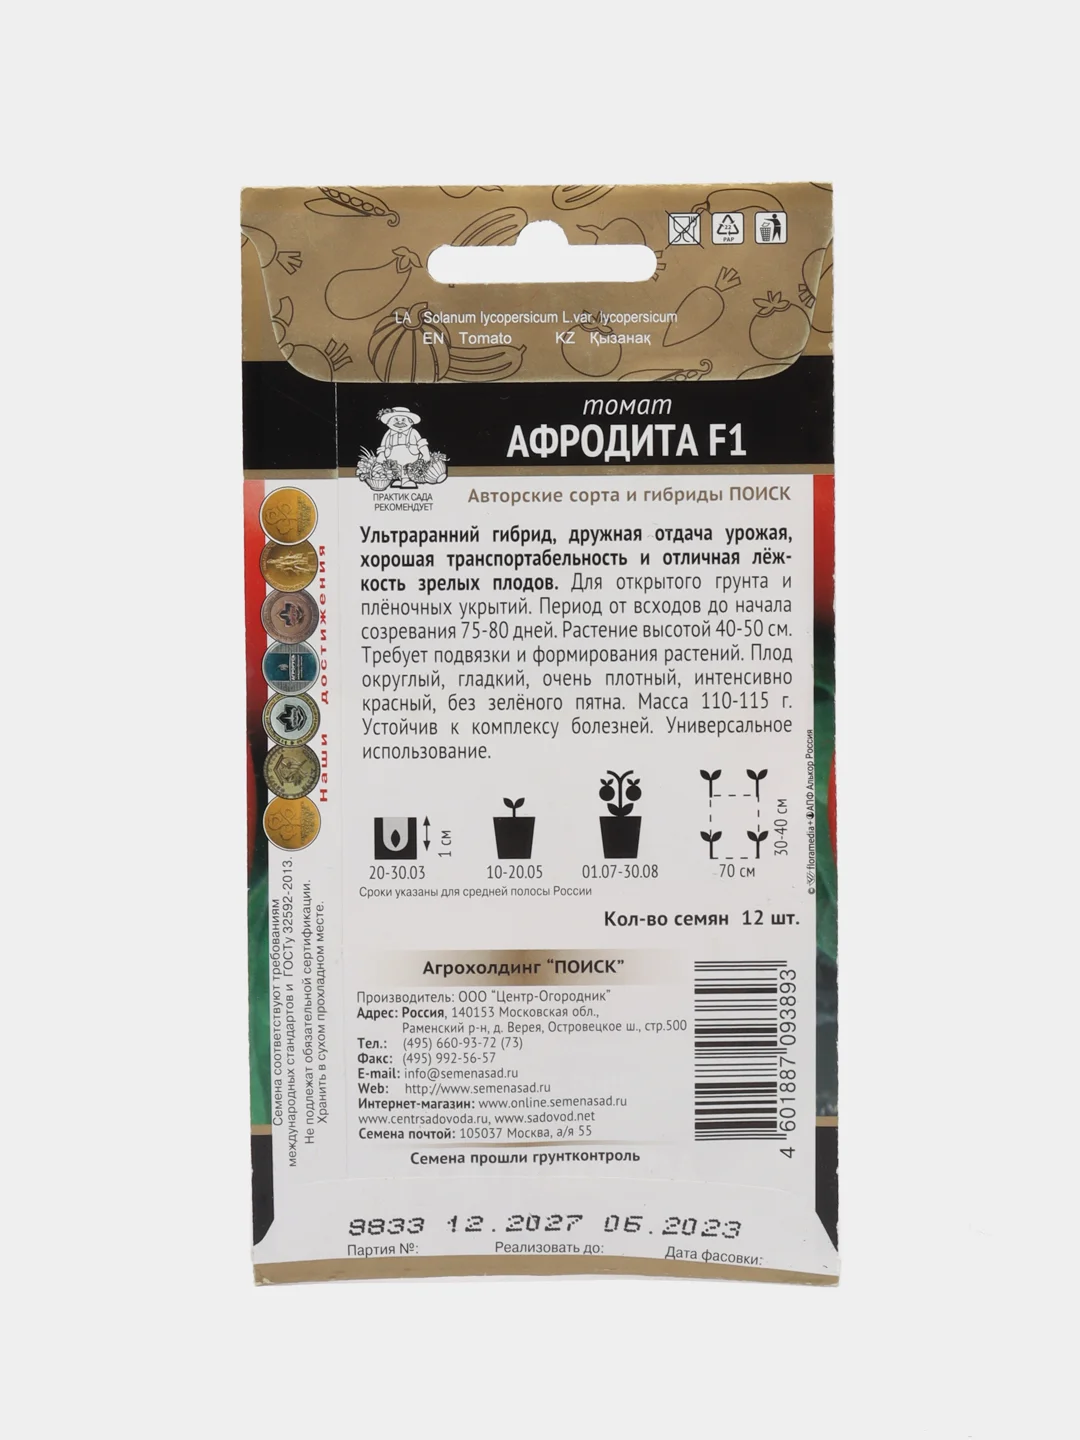 22
PAP
LA Solanum lycopersicum L.var. lycopersicum
EN Tomato KZ Қызанақ
томат
АФРОДИТА F1
ПРАКТИК САДА
РЕКОМЕНДУЕТ
Авторские сорта и гибриды ПОИСК
Ультраранний гибрид, дружная отдача урожая,
хорошая транспортабельность и отличная лёж-
кость зрелых плодов. Для открытого грунта и
плёночных укрытий. Период от всходов до начала
созревания 75-80 дней. Растение высотой 40-50 см.
Требует подвязки и формирования растений. Плод
округлый, гладкий, очень плотный, интенсивно
красный, без зелёного пятна. Масса 110-115 г.
Устойчив к комплексу болезней. Универсальное
использование.
Наши достижения
1 см
30-40 см
20-30.03 10-20.05 01.07-30.08 70 см
Сроки указаны для средней полосы России
© floramedia+АПФ Алькор Россия
Кол-во семян 12 шт.
Семена соответствуют требованиям
международных стандартов и ГОСТу 32592-2013.
Не подлежат обязательной сертификации.
Хранить в сухом прохладном месте.
Агрохолдинг “ПОИСК”
Производитель: ООО “Центр-Огородник”
Адрес: Россия, 140153 Московская обл.,
Раменский р-н, д. Верея, Островецкое ш., стр.500
Тел.: (495) 660-93-72 (73)
Факс: (495) 992-56-57
E-mail: info@semenasad.ru
Web: http://www.semenasad.ru
Интернет-магазин: www.online.semenasad.ru
www.centrsadovoda.ru, www.sadovod.net
Семена почтой: 105037 Москва, а/я 55
Семена прошли грунтконтроль
4 601887 093893
8833 12.2027 06.2023
Партия №: Реализовать до: Дата фасовки: